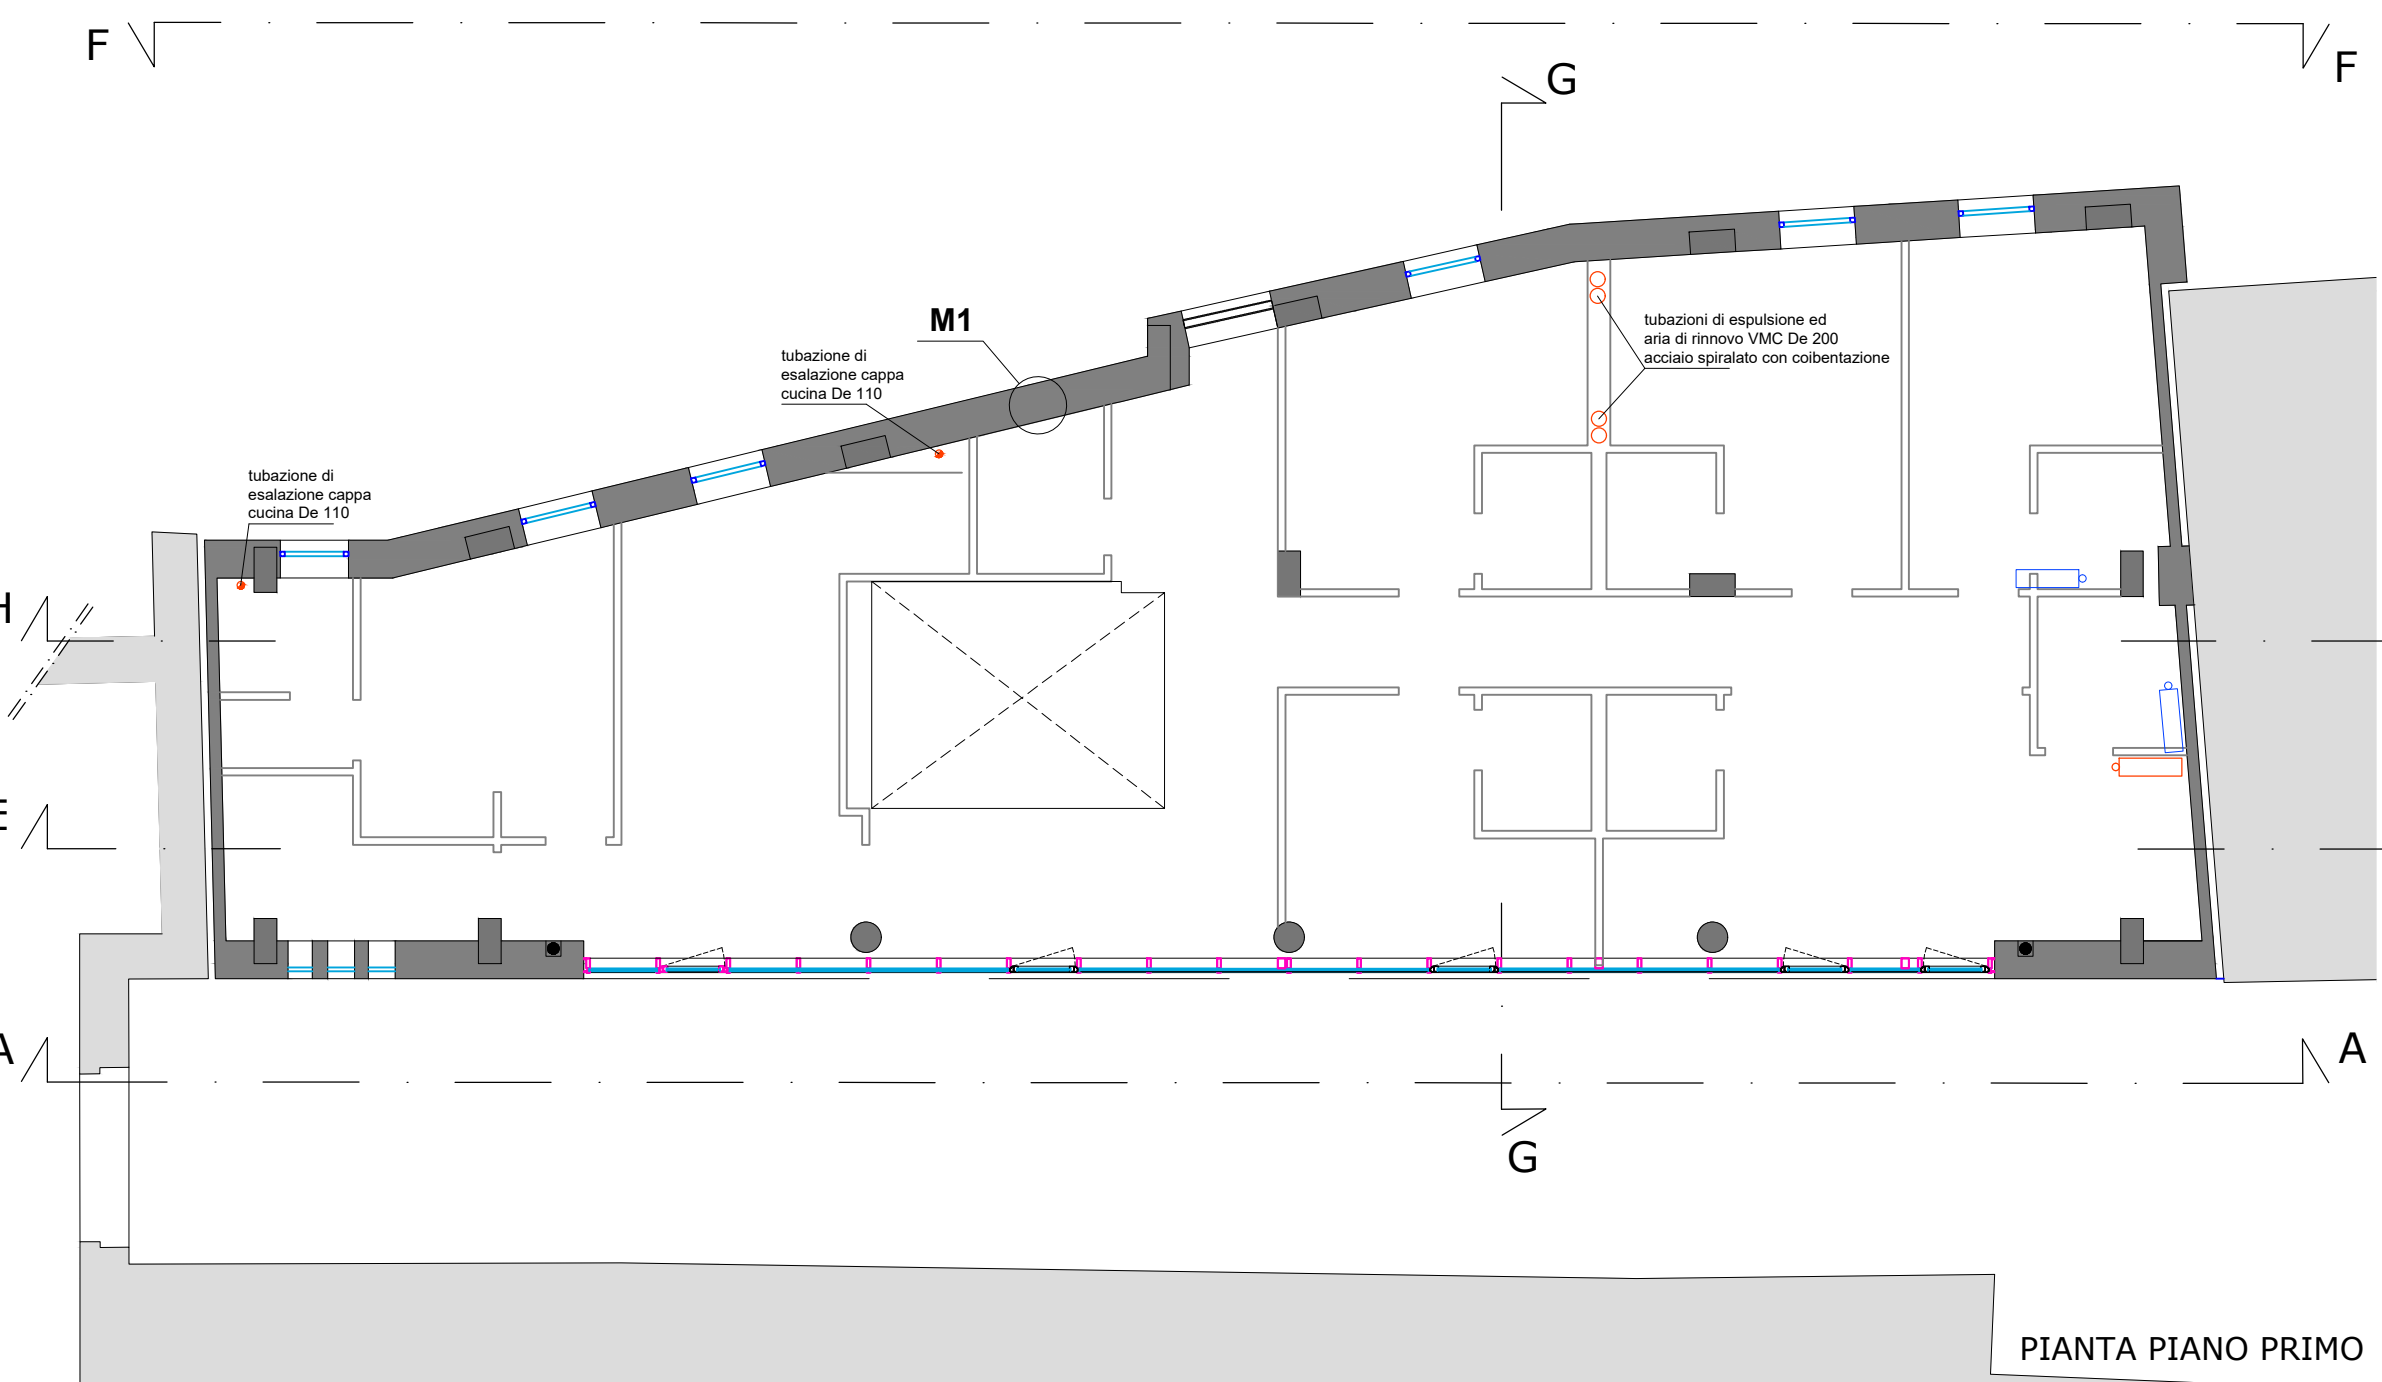 F
F
G
M1
tubazioni di espulsione ed
aria di rinnovo VMC De 200
acciaio spiralato con coibentazione
tubazione di
esalazione cappa
cucina De 110
tubazione di
esalazione cappa
cucina De 110
H
E
A
A
G
PIANTA PIANO PRIMO